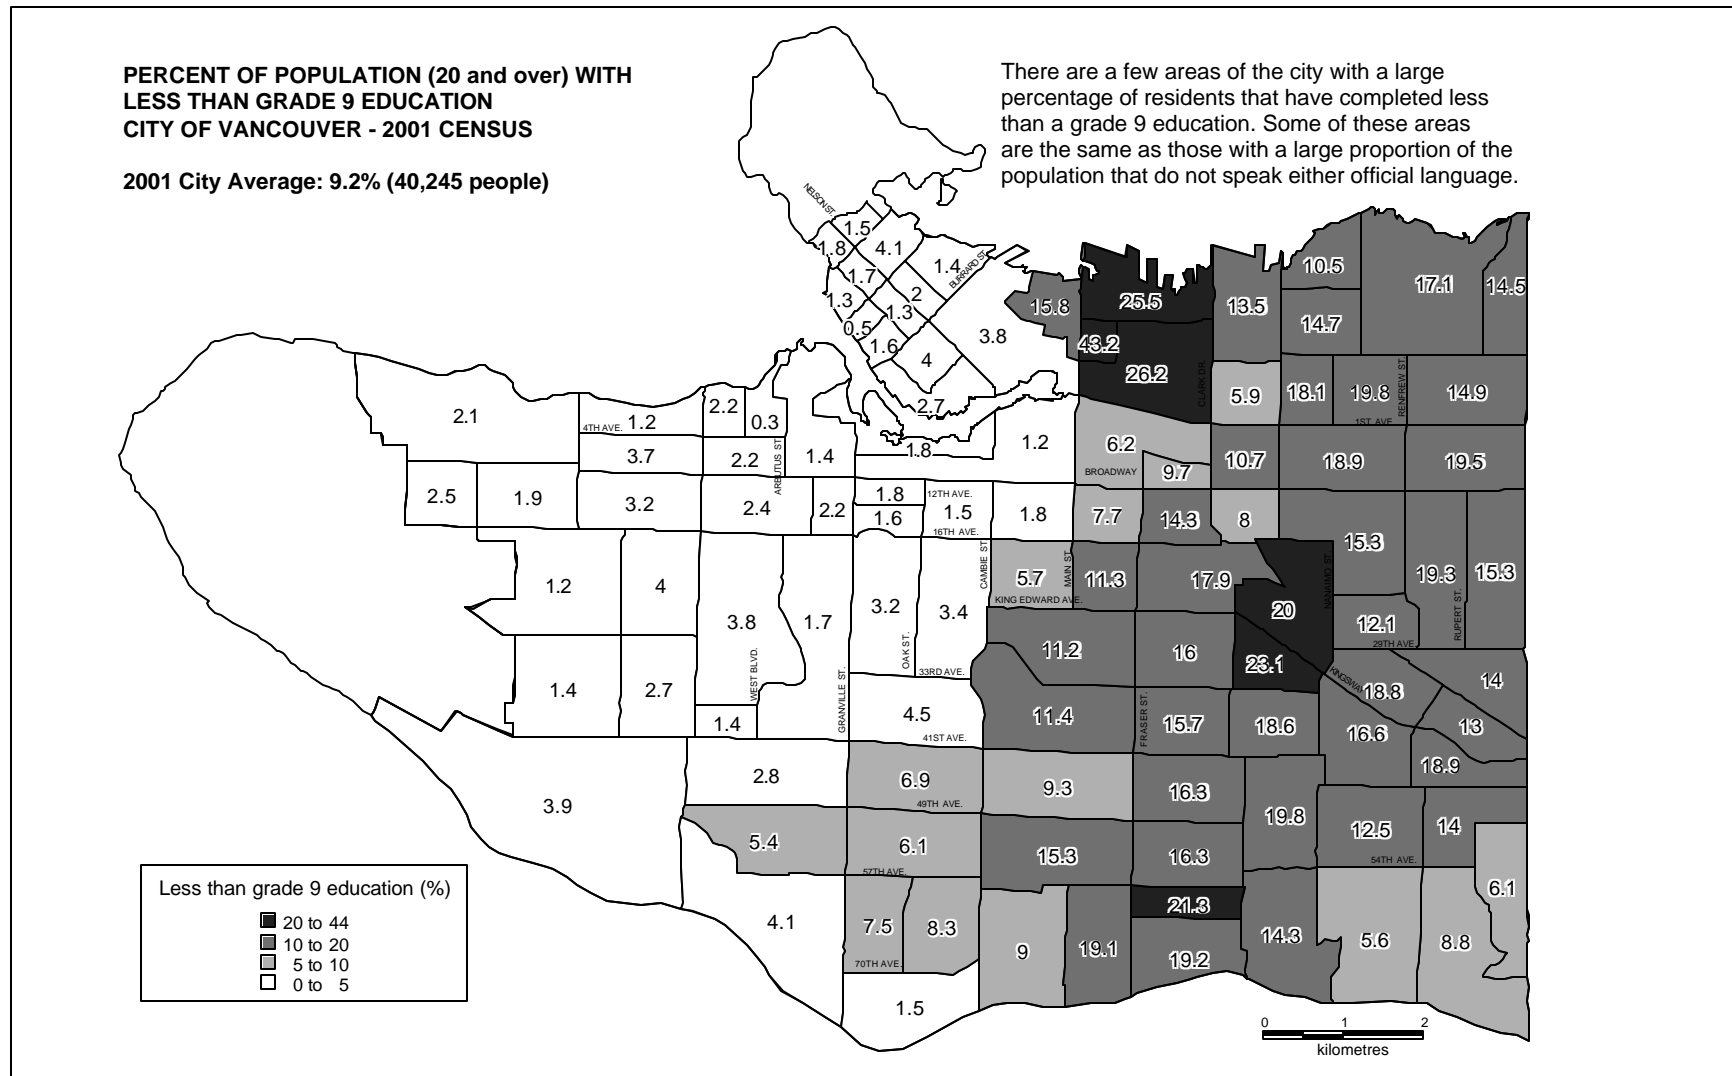 PERCENT OF POPULATION (20 and over) WITH
LESS THAN GRADE 9 EDUCATION
CITY OF VANCOUVER - 2001 CENSUS
2001 City Average: 9.2% (40,245 people)
There are a few areas of the city with a large
percentage of residents that have completed less
than a grade 9 education. Some of these areas
are the same as those with a large proportion of the
population that do not speak either official language.
NELSON ST.
1.5
1.8
4.1
1.4
BURRARD ST.
1.7
2
1.3
1.3
0.5
1.6
4
3.8
2.7
15.8
25.5
43.2
26.2
CLARK DR.
13.5
10.5
14.7
17.1
14.5
5.9
18.1
19.8
RENFREW ST.
14.9
1ST AVE.
2.1
4TH AVE.
1.2
2.2
0.3
3.7
2.2
ARBUTUS ST.
1.4
1.8
1.2
6.2
BROADWAY
9.7
10.7
18.9
19.5
2.5
1.9
3.2
2.4
2.2
1.8
12TH AVE.
1.6
1.5
16TH AVE.
1.8
7.7
14.3
8
15.3
19.3
15.3
1.2
4
3.8
1.7
3.2
OAK ST.
3.4
CAMBIE ST.
5.7
MAIN ST.
11.3
KING EDWARD AVE.
17.9
20
NANAIMO ST.
12.1
29TH AVE.
RUPERT ST.
1.4
2.7
WEST BLVD.
1.4
GRANVILLE ST.
33RD AVE.
4.5
41ST AVE.
11.2
16
23.1
KINGSWAY
18.8
14
11.4
FRASER ST.
15.7
18.6
16.6
13
18.9
3.9
2.8
6.9
49TH AVE.
9.3
16.3
19.8
12.5
54TH AVE.
14
5.4
6.1
57TH AVE.
15.3
16.3
6.1
4.1
7.5
8.3
70TH AVE.
9
19.1
21.3
19.2
14.3
5.6
8.8
1.5
Less than grade 9 education (%)
20 to 44
10 to 20
5 to 10
0 to 5
0 1 2
kilometres